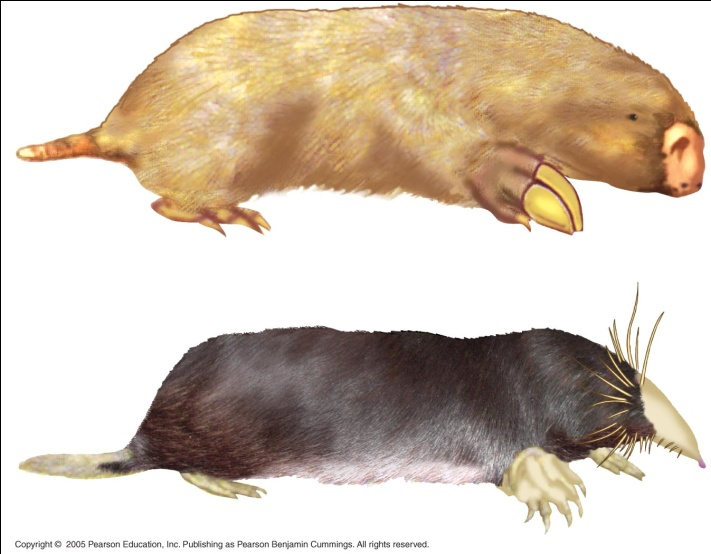 Copyright © 2005 Pearson Education, Inc. Publishing as Pearson Benjamin Cummings. All rights reserved.